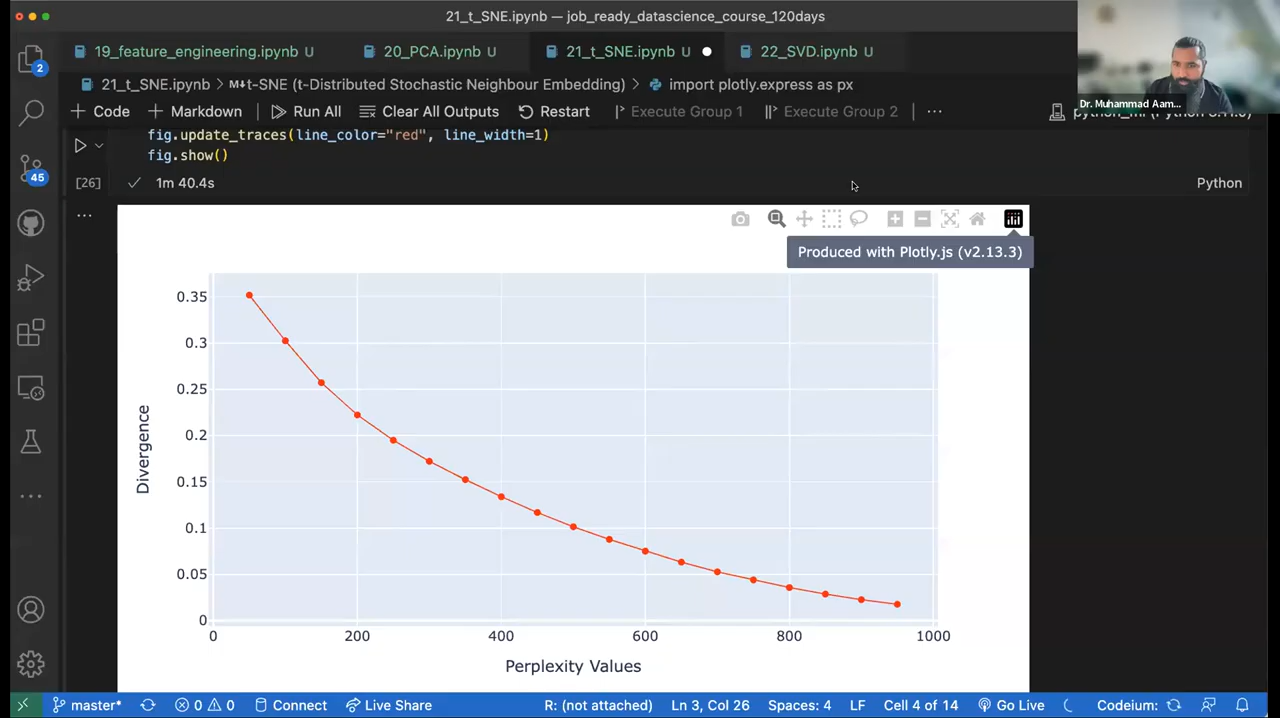 21_t_SNE.ipynb — job_ready_datascience_course_120days
19_feature_engineering.ipynb U
20_PCA.ipynb U
21_t_SNE.ipynb U
22_SVD.ipynb U
21_t_SNE.ipynb > M↓t-SNE (t-Distributed Stochastic Neighbour Embedding) > import plotly.express as px
Dr. Muhammad Aam...
+ Code + Markdown Run All Clear All Outputs Restart Execute Group 1 Execute Group 2 ...
fig.update_traces(line_color="red", line_width=1)
fig.show()
[26] 1m 40.4s Python
Produced with Plotly.js (v2.13.3)
2
45
Divergence
0.35
0.3
0.25
0.2
0.15
0.1
0.05
0
0 200 400 600 800 1000
Perplexity Values
master* 0 0 Connect Live Share R: (not attached) Ln 3, Col 26 Spaces: 4 LF Cell 4 of 14 Go Live Codeium: